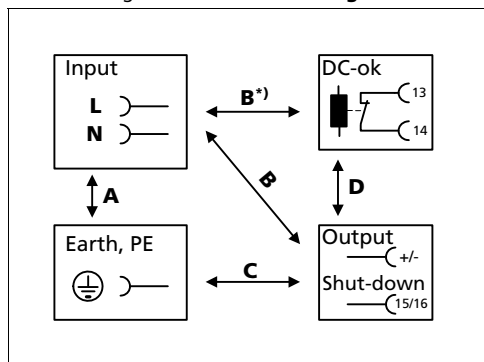 Input
L
N
B*)
DC-ok
13
14
A
B
D
Earth, PE
C
Output
+/-
Shut-down
15/16